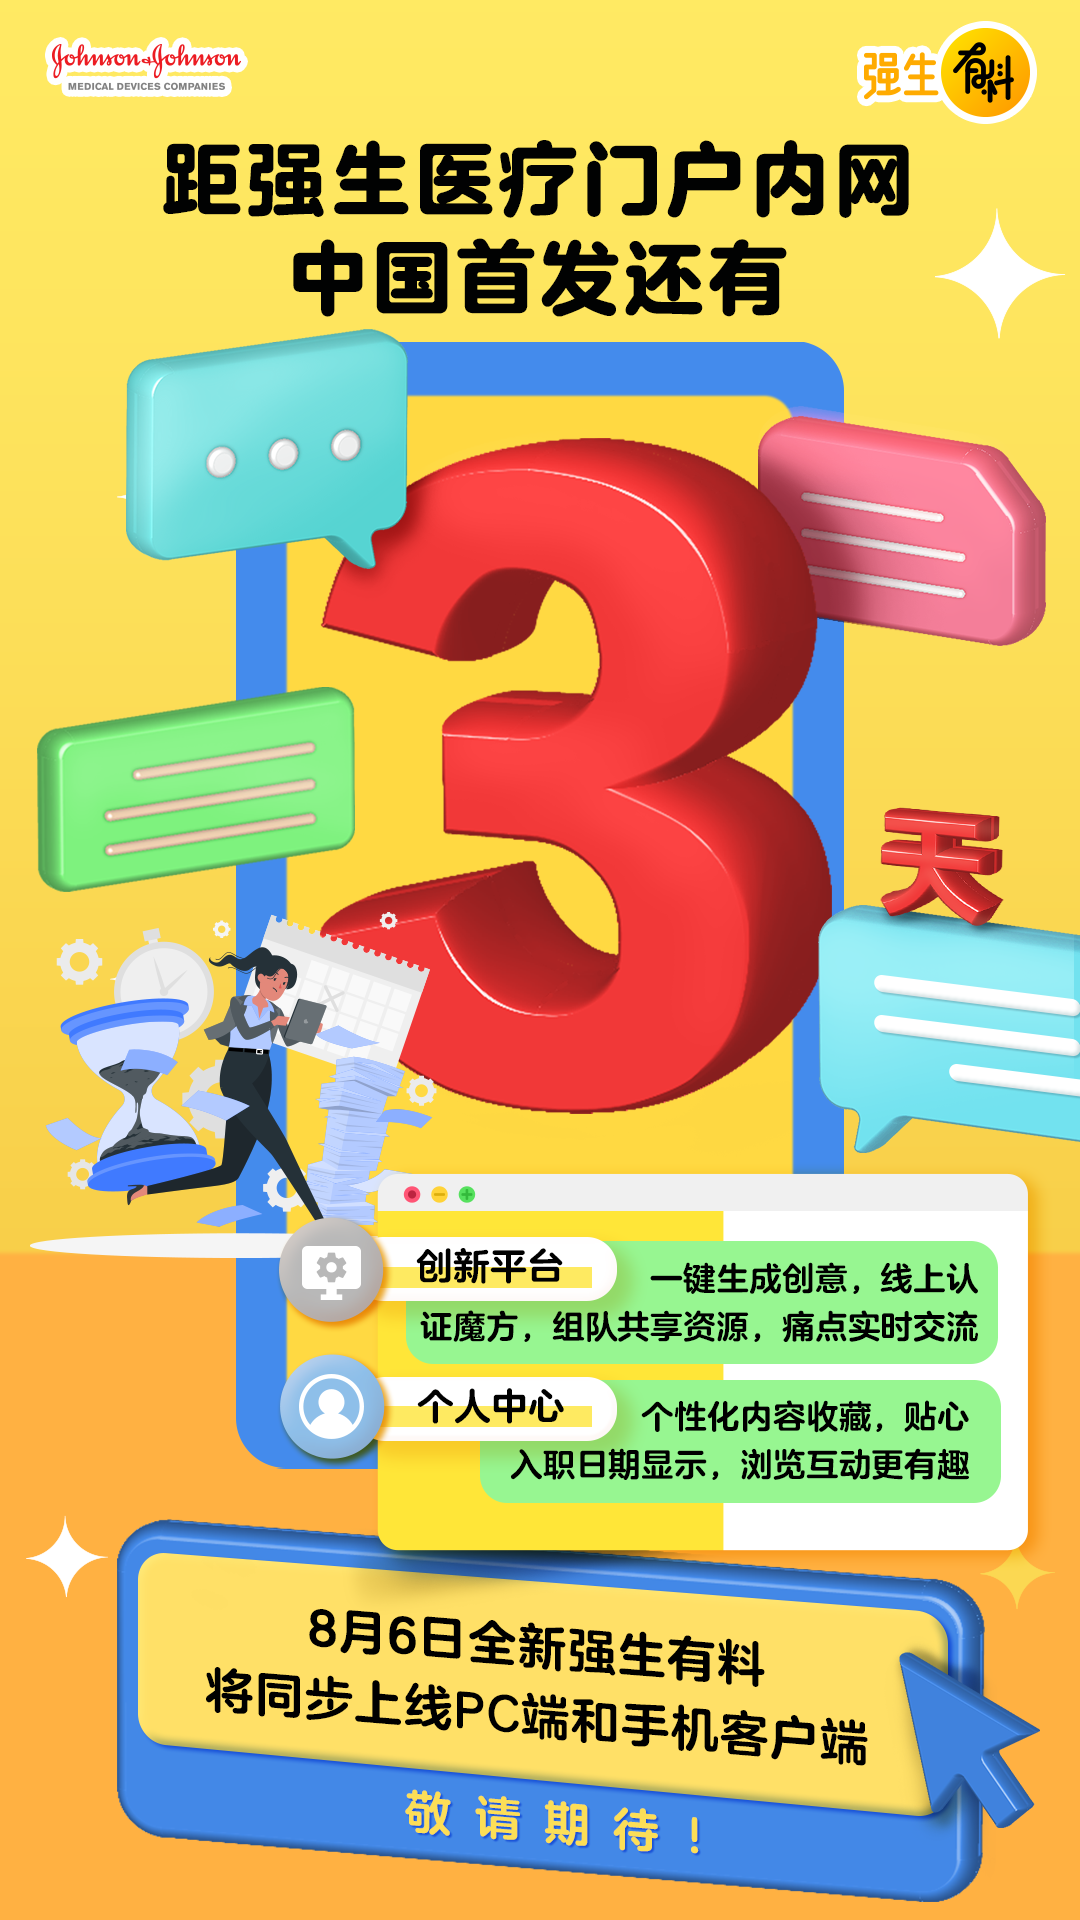 Johnson&Johnson
MEDICAL DEVICES COMPANIES
强生有料
距强生医疗门户内网
中国首发还有
3
天
创新平台
一键生成创意，线上认
证魔方，组队共享资源，痛点实时交流
个人中心
个性化内容收藏，贴心
入职日期显示，浏览互动更有趣
8月6日全新强生有料
将同步上线PC端和手机客户端
敬请期待！